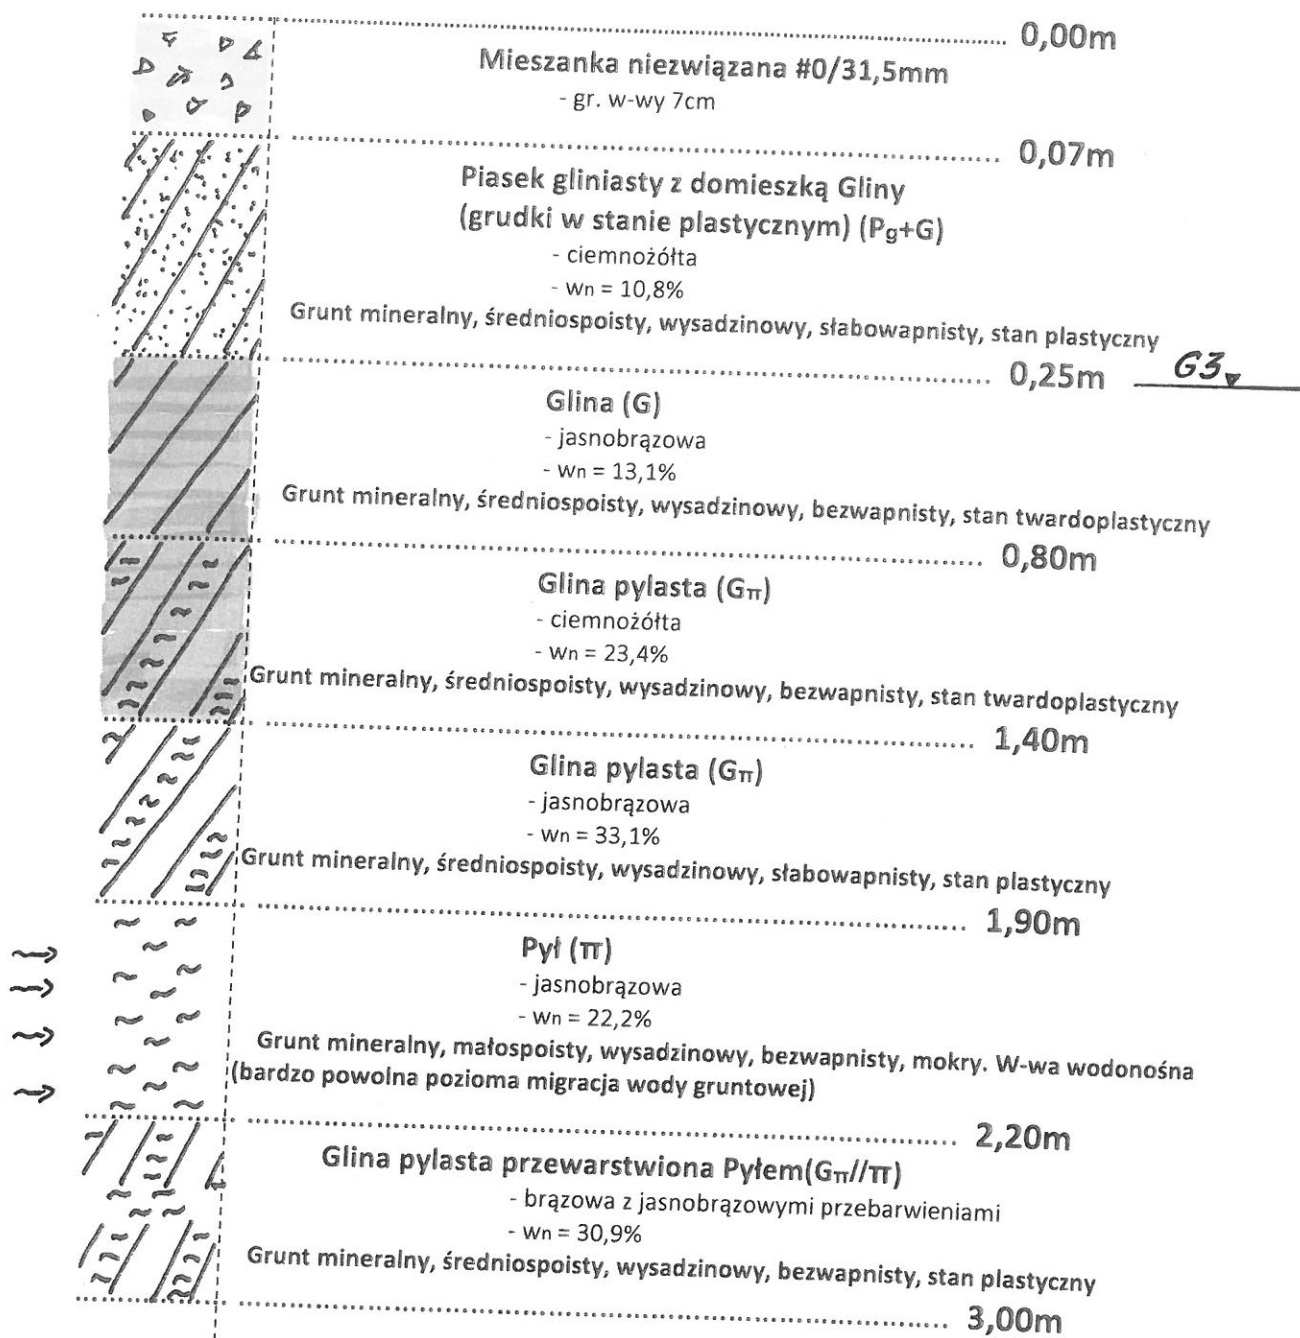 0,00m
Mieszanka niezwiązana #0/31,5mm
- gr. w-wy 7cm
0,07m
Piasek gliniasty z domieszką Gliny
(grudki w stanie plastycznym) (Pg+G)
- ciemnożółta
- wn = 10,8%
Grunt mineralny, średniospoisty, wysadzinowy, słabowapnisty, stan plastyczny
0,25m G3
Glina (G)
- jasnobrązowa
- wn = 13,1%
Grunt mineralny, średniospoisty, wysadzinowy, bezwapnisty, stan twardoplastyczny
0,80m
Glina pylasta (Gπ)
- ciemnożółta
- wn = 23,4%
Grunt mineralny, średniospoisty, wysadzinowy, bezwapnisty, stan twardoplastyczny
1,40m
Glina pylasta (Gπ)
- jasnobrązowa
- wn = 33,1%
Grunt mineralny, średniospoisty, wysadzinowy, słabowapnisty, stan plastyczny
1,90m
Pył (π)
- jasnobrązowa
- wn = 22,2%
Grunt mineralny, małospoisty, wysadzinowy, bezwapnisty, mokry. W-wa wodonośna
(bardzo powolna pozioma migracja wody gruntowej)
2,20m
Glina pylasta przewarstwiona Pyłem(Gπ//π)
- brązowa z jasnobrązowymi przebarwieniami
- wn = 30,9%
Grunt mineralny, średniospoisty, wysadzinowy, bezwapnisty, stan plastyczny
3,00m